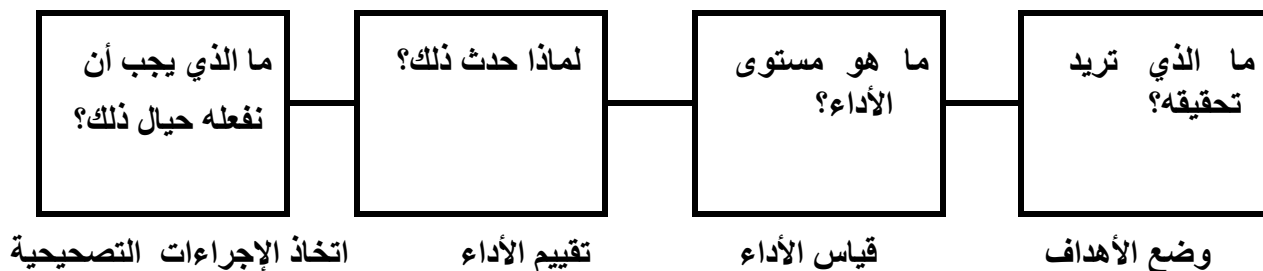 ما الذي تريد
تحقيقه؟
ما هو مستوى
الأداء؟
لماذا حدث ذلك؟
ما الذي يجب أن
نفعله حيال ذلك؟
وضع الأهداف
قياس الأداء
تقييم الأداء
اتخاذ الإجراءات التصحيحية